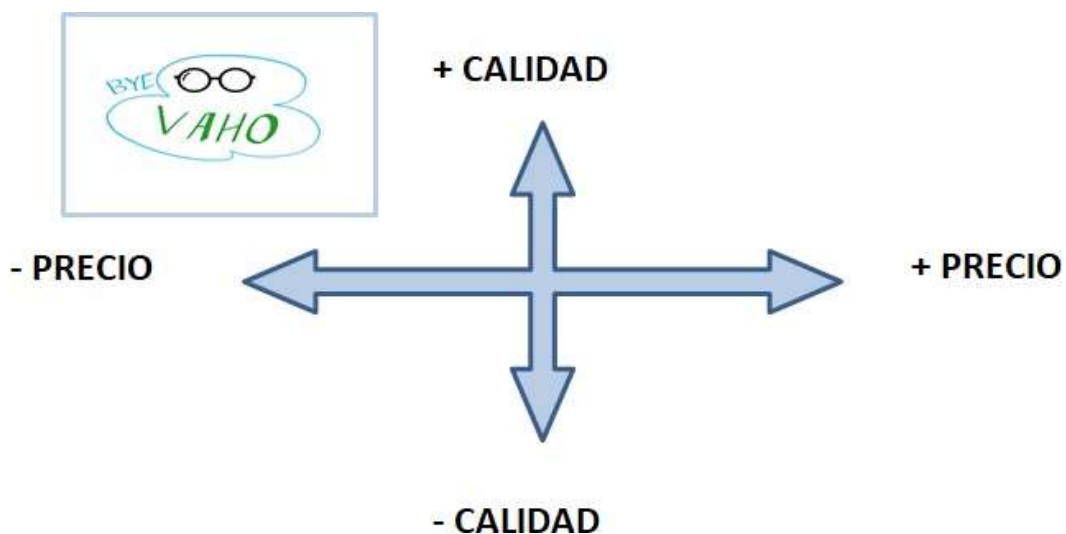 + CALIDAD
BYE
VAHO
- PRECIO
+ PRECIO
- CALIDAD